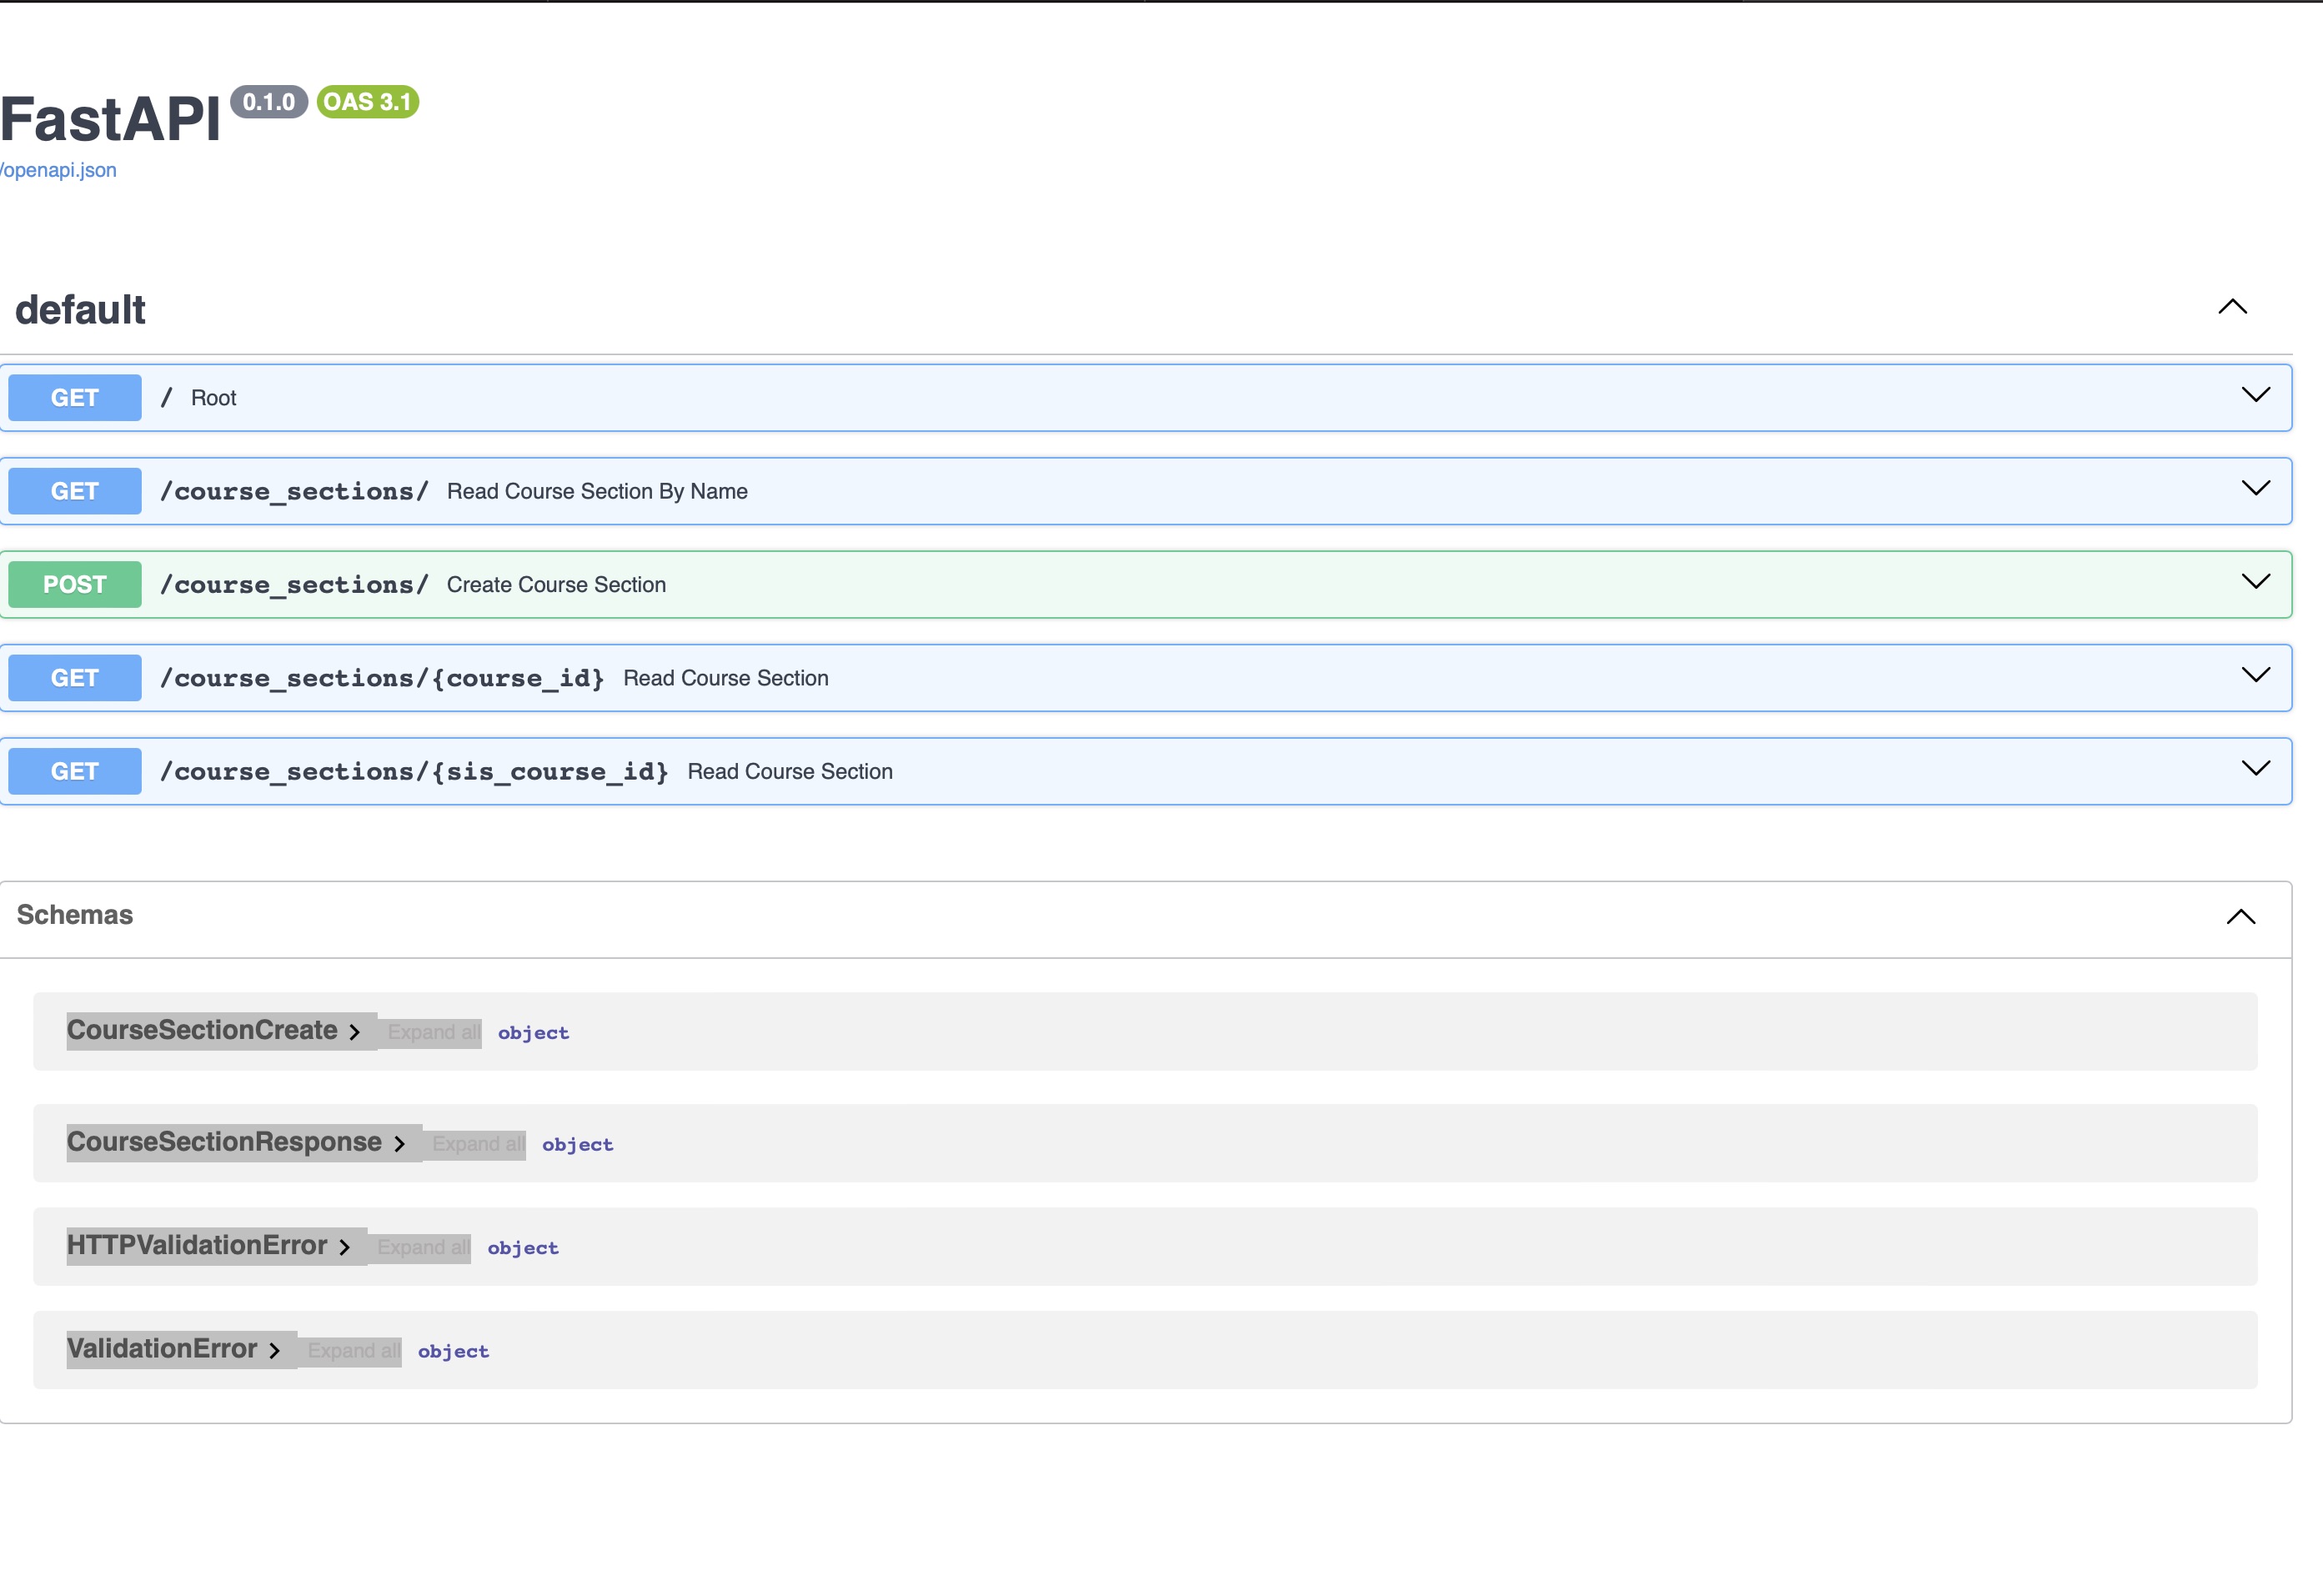 FastAPI 0.1.0 OAS 3.1
/openapi.json
default
GET / Root
GET /course_sections/ Read Course Section By Name
POST /course_sections/ Create Course Section
GET /course_sections/{course_id} Read Course Section
GET /course_sections/{sis_course_id} Read Course Section
Schemas
CourseSectionCreate Expand all object
CourseSectionResponse Expand all object
HTTPValidationError Expand all object
ValidationError Expand all object